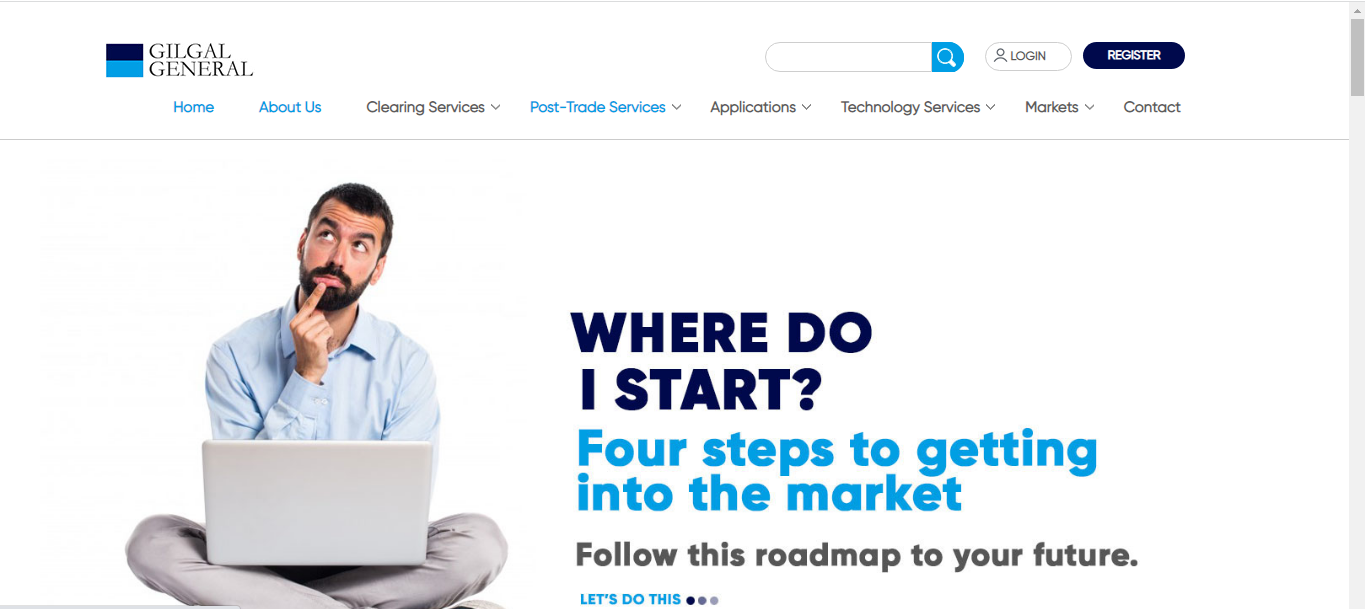 GILGAL
GENERAL
LOGIN
REGISTER
Home About Us Clearing Services Post-Trade Services Applications Technology Services Markets Contact
WHERE DO
I START?
Four steps to getting
into the market
Follow this roadmap to your future.
LET'S DO THIS